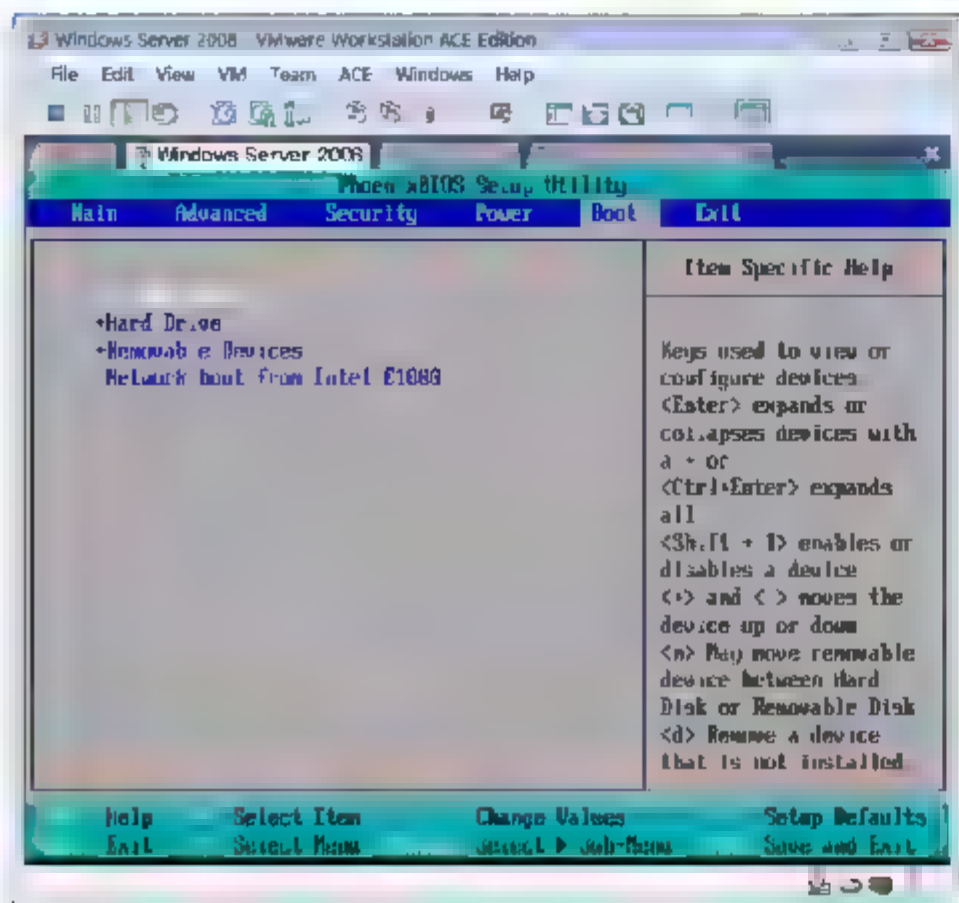 Windows Server 2008 VMware Workstation ACE Edition
File Edit View VM Team ACE Windows Help
Windows Server 2008
Setup Utility
Main Advanced Security Power Boot Exit
Item Specific Help
+Hard Drive
+Removable Devices
Network boot from Intel
Keys used to view or
configure devices
<Enter> expands or
collapses devices with
a + or
<Ctrl+Enter> expands
all
<Shift + 1> enables or
disables a device
<+> and < > moves the
device up or down
<n> May move removable
device between Hard
Disk or Removable Disk
<d> Remove a device
that is not installed
Help Select Item Change Values Setup Defaults
Exit Select Menu Select ▶ Sub-Menu Save and Exit